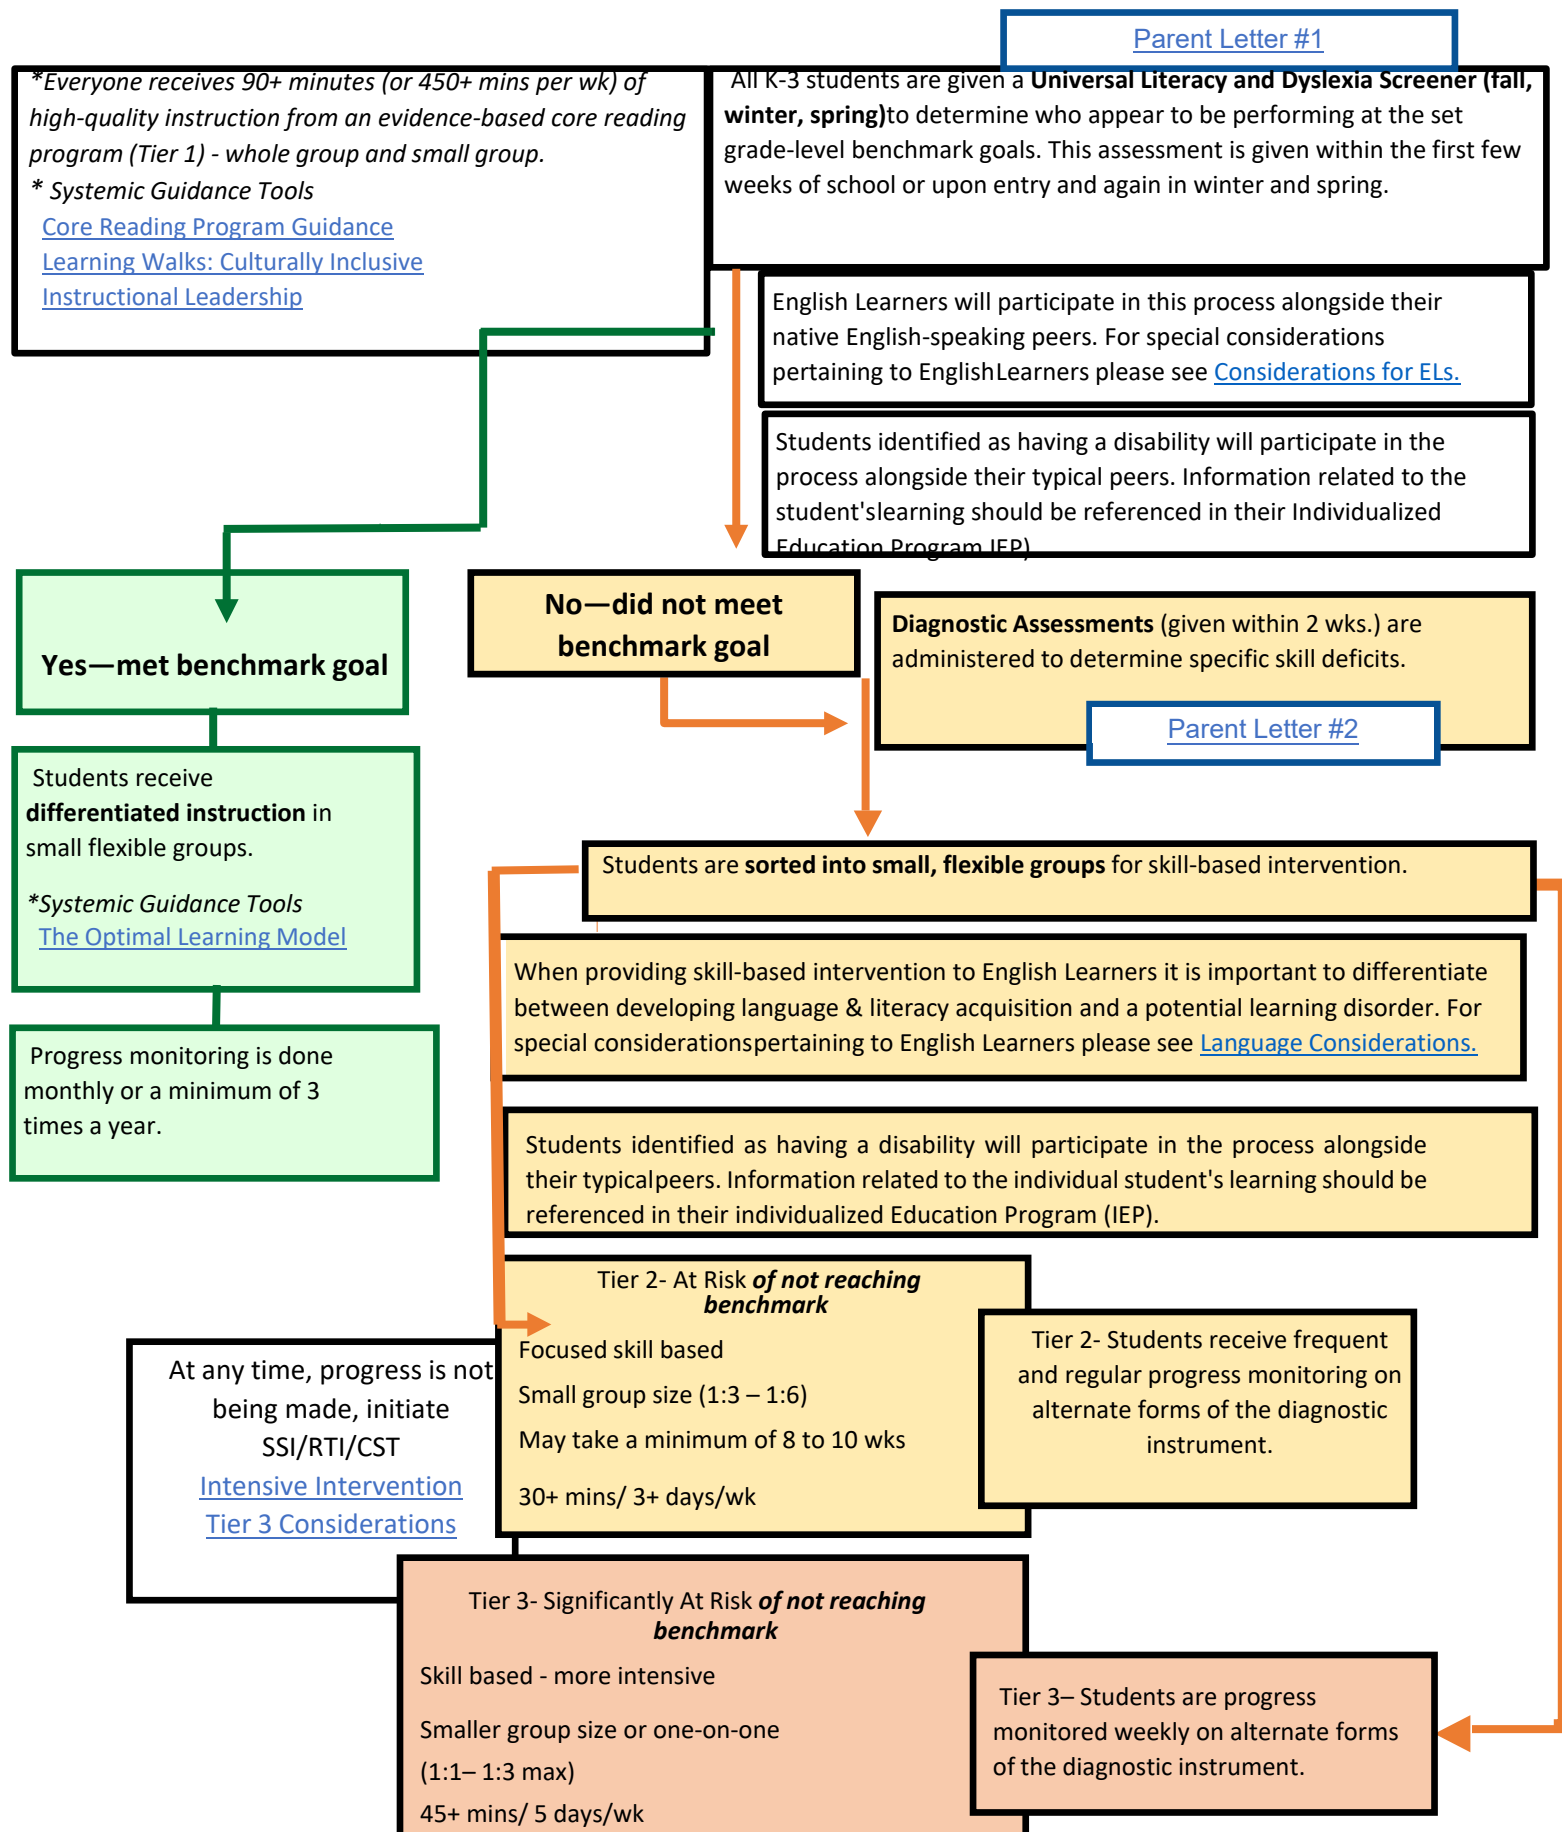 Parent Letter #1
*Everyone receives 90+ minutes (or 450+ mins per wk) of
high-quality instruction from an evidence-based core reading
program (Tier 1) - whole group and small group.
* Systemic Guidance Tools
Core Reading Program Guidance
Learning Walks: Culturally Inclusive
Instructional Leadership
All K-3 students are given a Universal Literacy and Dyslexia Screener (fall,
winter, spring)to determine who appear to be performing at the set
grade-level benchmark goals. This assessment is given within the first few
weeks of school or upon entry and again in winter and spring.
English Learners will participate in this process alongside their
native English-speaking peers. For special considerations
pertaining to EnglishLearners please see Considerations for ELs.
Students identified as having a disability will participate in the
process alongside their typical peers. Information related to the
student'slearning should be referenced in their Individualized
Education Program IEP)
Yes—met benchmark goal
No—did not meet
benchmark goal
Diagnostic Assessments (given within 2 wks.) are
administered to determine specific skill deficits.
Parent Letter #2
Students receive
differentiated instruction in
small flexible groups.
*Systemic Guidance Tools
The Optimal Learning Model
Progress monitoring is done
monthly or a minimum of 3
times a year.
Students are sorted into small, flexible groups for skill-based intervention.
When providing skill-based intervention to English Learners it is important to differentiate
between developing language & literacy acquisition and a potential learning disorder. For
special considerationspertaining to English Learners please see Language Considerations.
Students identified as having a disability will participate in the process alongside
their typicalpeers. Information related to the individual student's learning should be
referenced in their individualized Education Program (IEP).
Tier 2- At Risk of not reaching
benchmark
Focused skill based
Small group size (1:3 – 1:6)
May take a minimum of 8 to 10 wks
30+ mins/ 3+ days/wk
Tier 2- Students receive frequent
and regular progress monitoring on
alternate forms of the diagnostic
instrument.
At any time, progress is not
being made, initiate
SSI/RTI/CST
Intensive Intervention
Tier 3 Considerations
Tier 3- Significantly At Risk of not reaching
benchmark
Skill based - more intensive
Smaller group size or one-on-one
(1:1– 1:3 max)
45+ mins/ 5 days/wk
Tier 3– Students are progress
monitored weekly on alternate forms
of the diagnostic instrument.